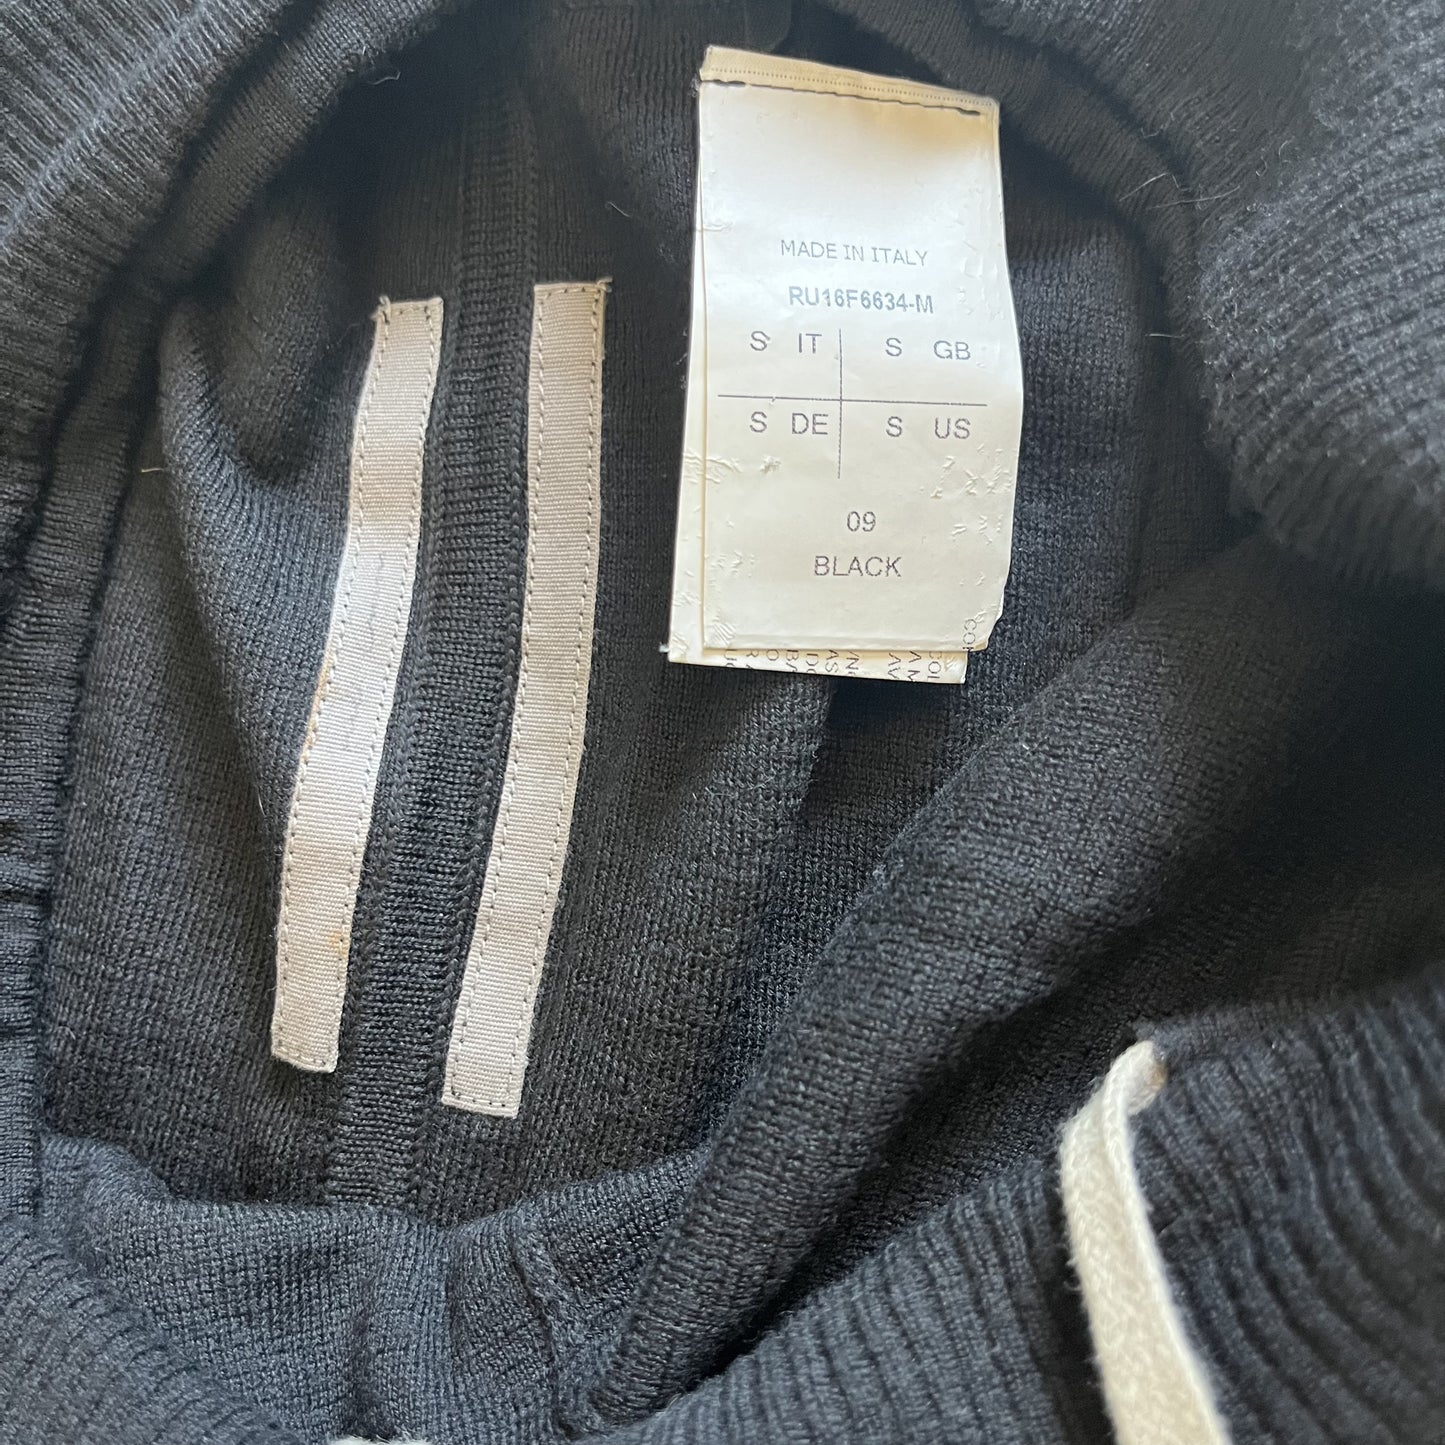 MADE IN ITALY
RU16F6634-M
S IT S GB
S DE S US
09
BLACK